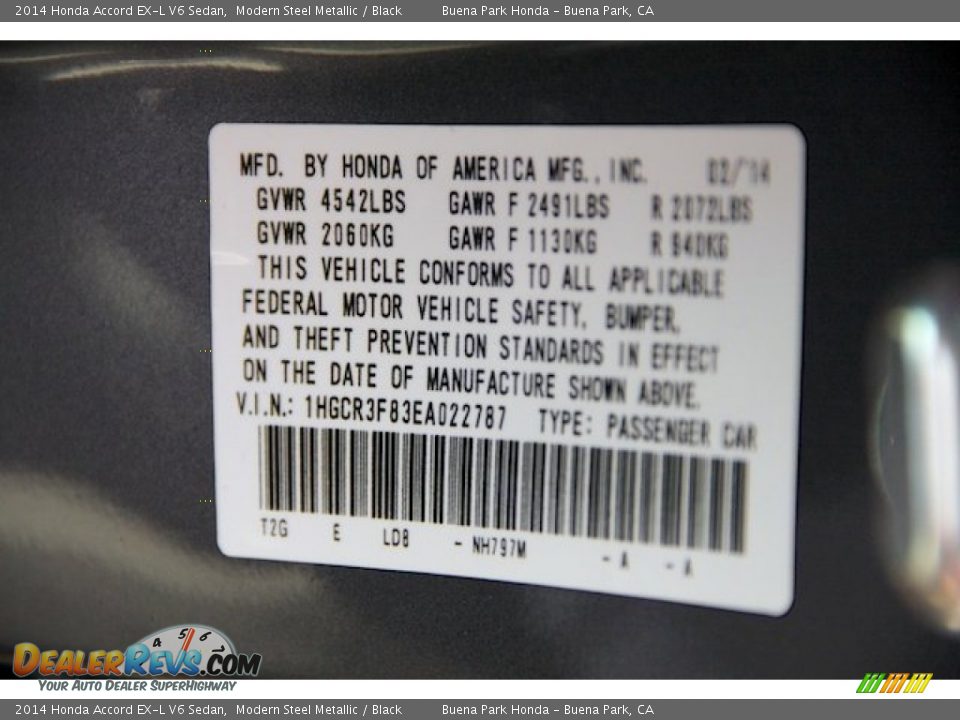 2014 Honda Accord EX-L V6 Sedan, Modern Steel Metallic / Black Buena Park Honda - Buena Park, CA
MFD. BY HONDA OF AMERICA MFG., INC. 02/14
GVWR 4542LBS GAWR F 2491LBS R 2072LBS
GVWR 2060KG GAWR F 1130KG R 940KG
THIS VEHICLE CONFORMS TO ALL APPLICABLE
FEDERAL MOTOR VEHICLE SAFETY, BUMPER,
AND THEFT PREVENTION STANDARDS IN EFFECT
ON THE DATE OF MANUFACTURE SHOWN ABOVE.
V.I.N.: 1HGCR3F83EA022787 TYPE: PASSENGER CAR
T2G E LD8 - NH797M - A - A
4 5 6
DEALERREVS.COM
YOUR AUTO DEALER SUPERHIGHWAY
2014 Honda Accord EX-L V6 Sedan, Modern Steel Metallic / Black Buena Park Honda - Buena Park, CA